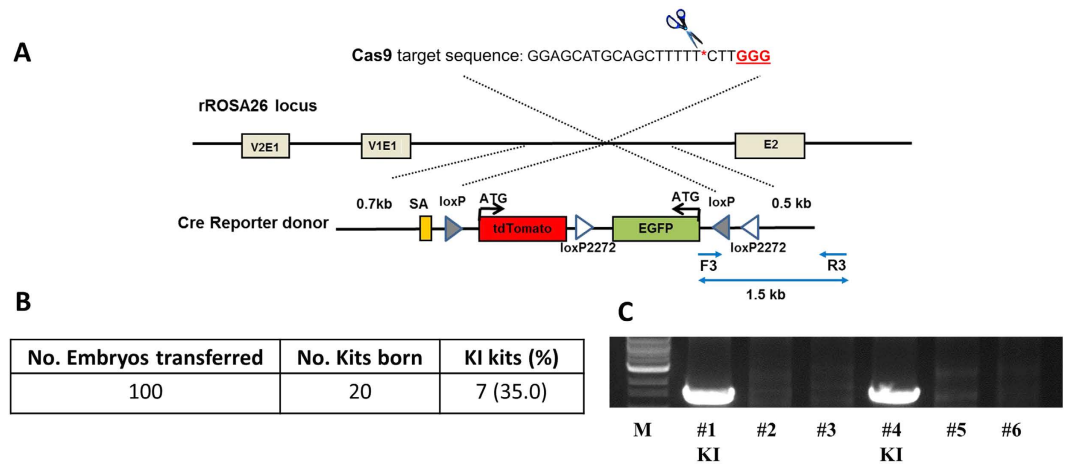 A
Cas9 target sequence: GGAGCATGCAGCTTTTT*CTTGGG
rROSA26 locus
V2E1 V1E1 E2
0.7kb SA loxP ATG ATG loxP 0.5 kb
Cre Reporter donor
tdTomato EGFP
loxP2272 loxP2272
F3 R3
1.5 kb
B
No. Embryos transferred No. Kits born KI kits (%)
100 20 7 (35.0)
C
M #1 #2 #3 #4 #5 #6
KI KI